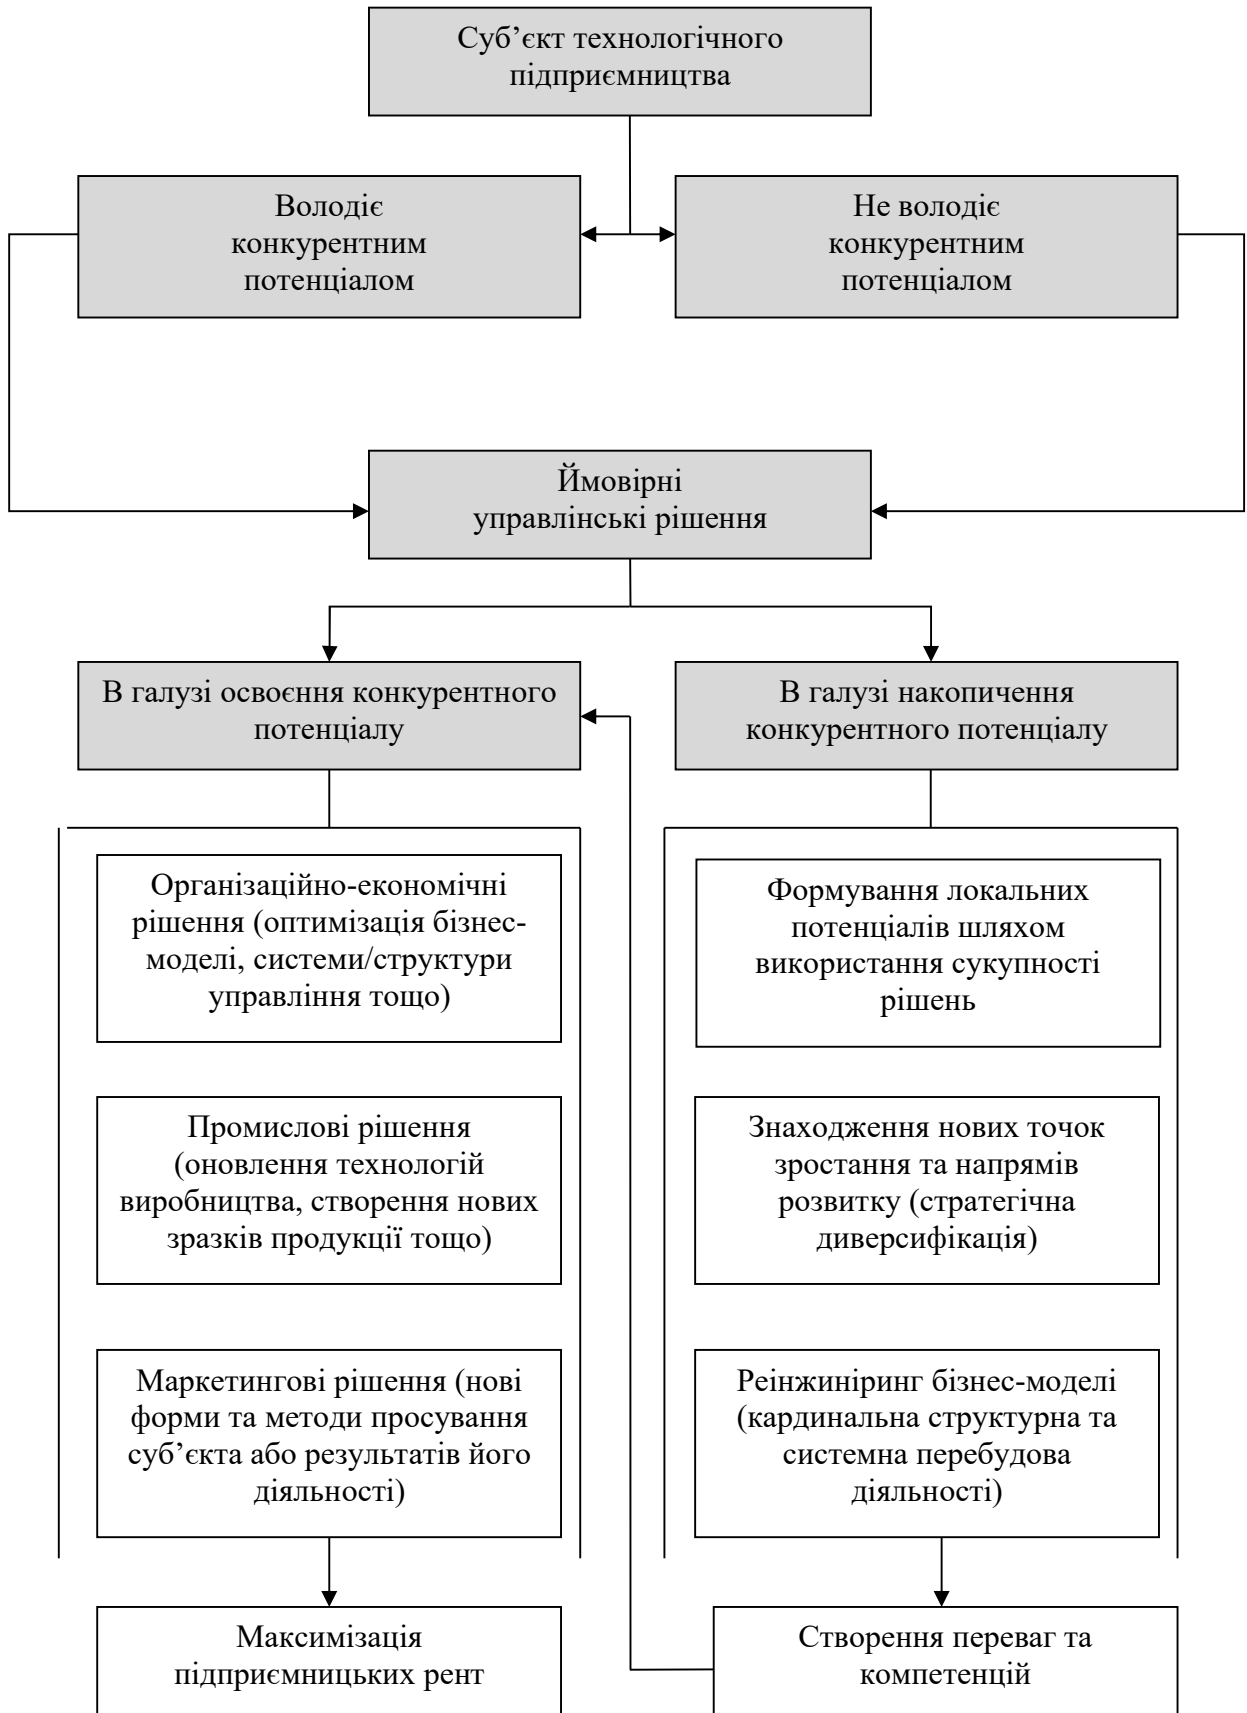 Суб’єкт технологічного
підприємництва
Володіє
конкурентним
потенціалом
Не володіє
конкурентним
потенціалом
Ймовірні
управлінські рішення
В галузі освоєння конкурентного
потенціалу
В галузі накопичення
конкурентного потенціалу
Організаційно-економічні
рішення (оптимізація бізнес-
моделі, системи/структури
управління тощо)
Формування локальних
потенціалів шляхом
використання сукупності
рішень
Промислові рішення
(оновлення технологій
виробництва, створення нових
зразків продукції тощо)
Знаходження нових точок
зростання та напрямів
розвитку (стратегічна
диверсифікація)
Маркетингові рішення (нові
форми та методи просування
суб’єкта або результатів його
діяльності)
Реінжиніринг бізнес-моделі
(кардинальна структурна та
системна перебудова
діяльності)
Максимізація
підприємницьких рент
Створення переваг та
компетенцій